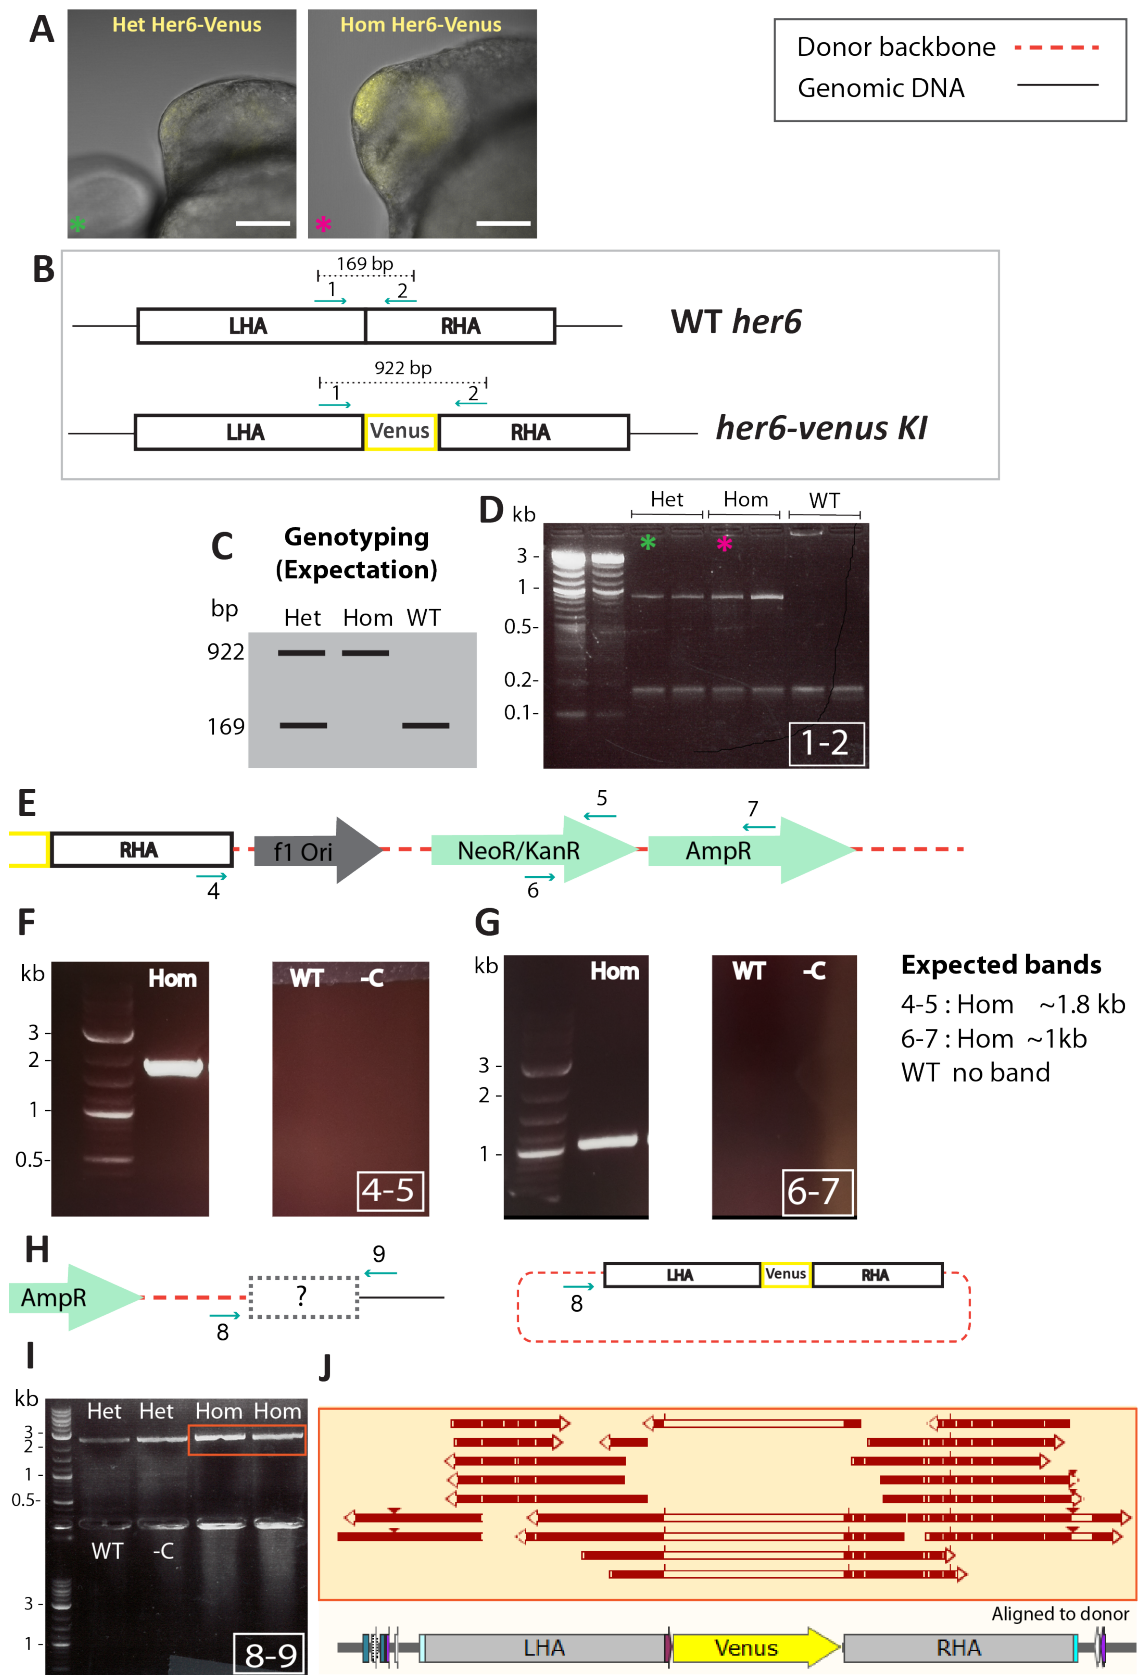 A
Het Her6-Venus
Hom Her6-Venus
*
*
Donor backbone
Genomic DNA
B
169 bp
1
2
LHA
RHA
WT her6
922 bp
1
2
LHA
Venus
RHA
her6-venus KI
C
Genotyping
(Expectation)
bp
Het Hom WT
922
169
D
kb
Het
Hom
WT
*
*
3 -
1 -
0.5-
0.2 -
0.1-
1-2
E
RHA
f1 Ori
NeoR/KanR
AmpR
4
5
6
7
F
kb
Hom
WT
-C
3 -
2 -
1 -
0.5-
4-5
G
kb
Hom
WT
-C
3 -
2 -
1 -
6-7
Expected bands
4-5 : Hom ~1.8 kb
6-7 : Hom ~1kb
WT no band
H
AmpR
?
9
8
LHA
Venus
RHA
8
I
kb
Het Het Hom Hom
3 -
2 -
1 -
0.5-
WT -C
3 -
1 -
8-9
J
Aligned to donor
LHA
Venus
RHA